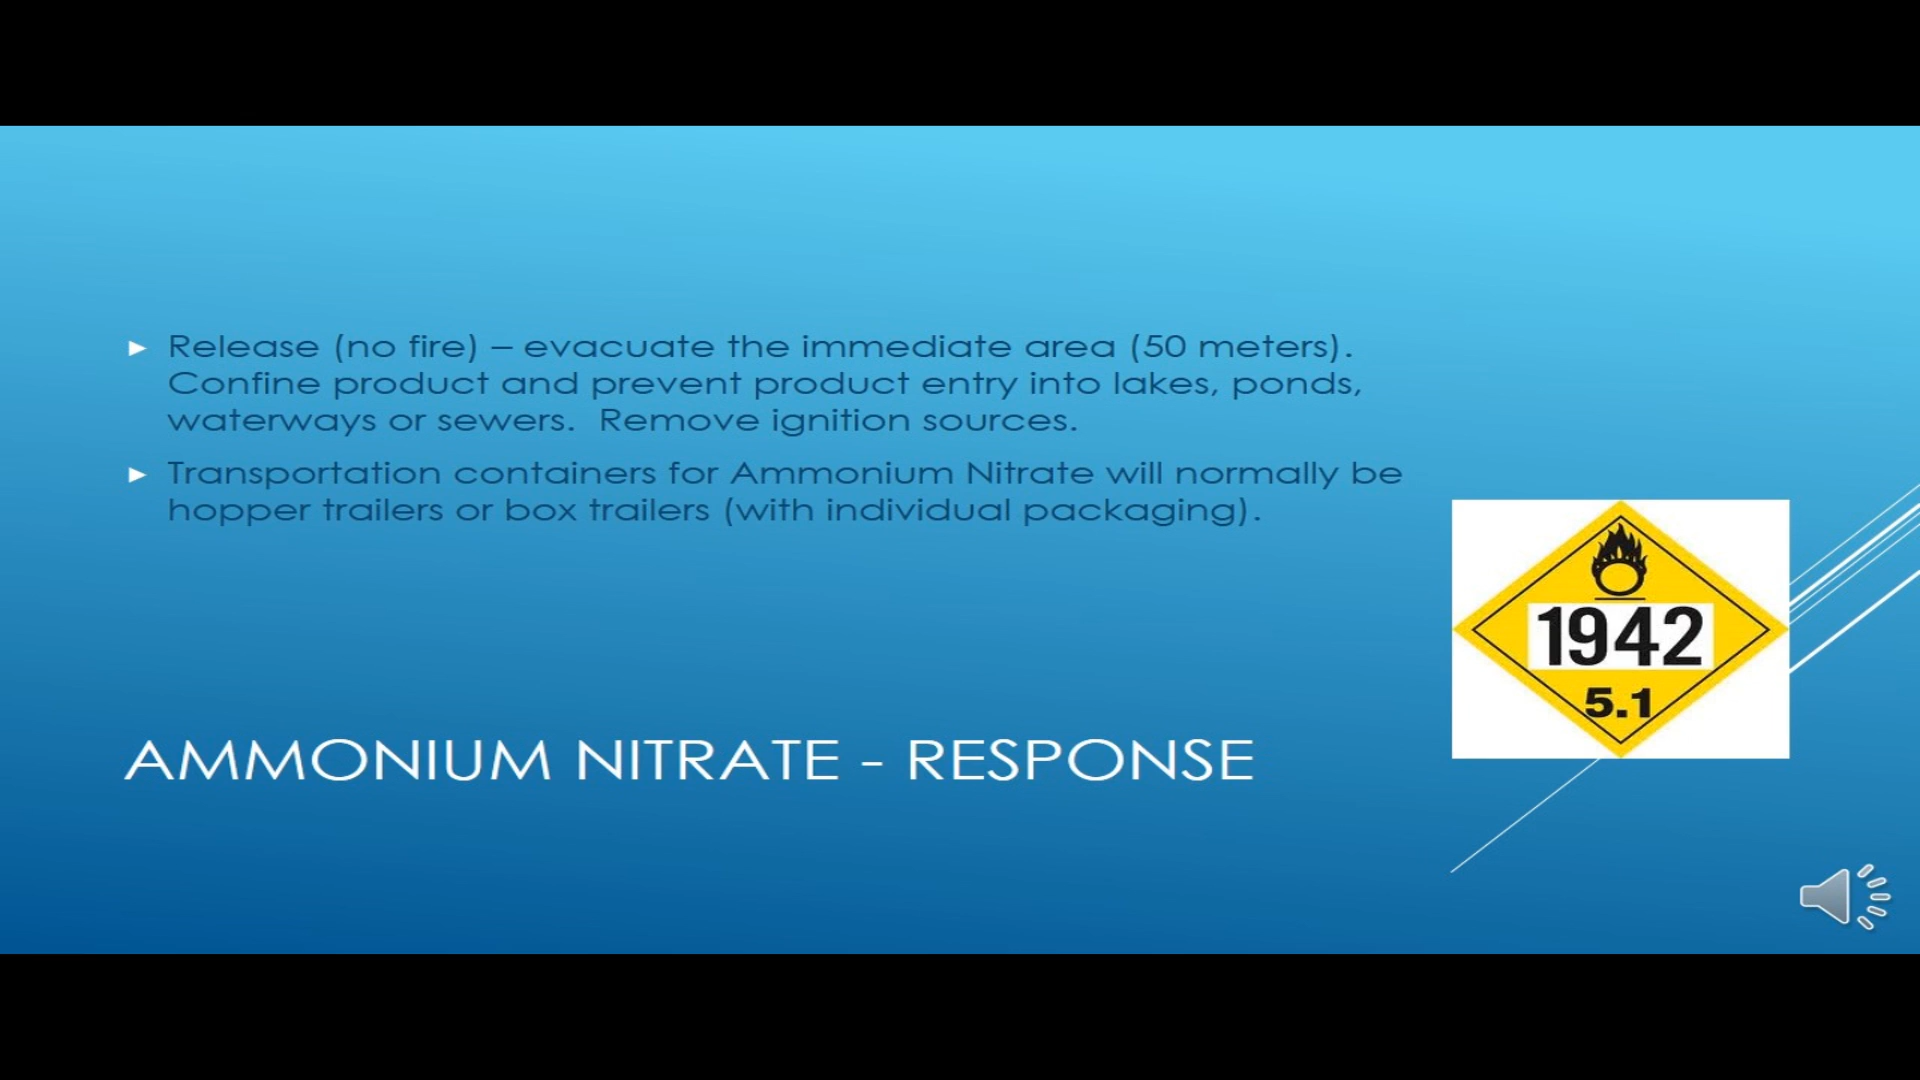 Release (no fire) – evacuate the immediate area (50 meters).
Confine product and prevent product entry into lakes, ponds,
waterways or sewers.  Remove ignition sources.
Transportation containers for Ammonium Nitrate will normally be
hopper trailers or box trailers (with individual packaging).
1942
5.1
AMMONIUM NITRATE - RESPONSE